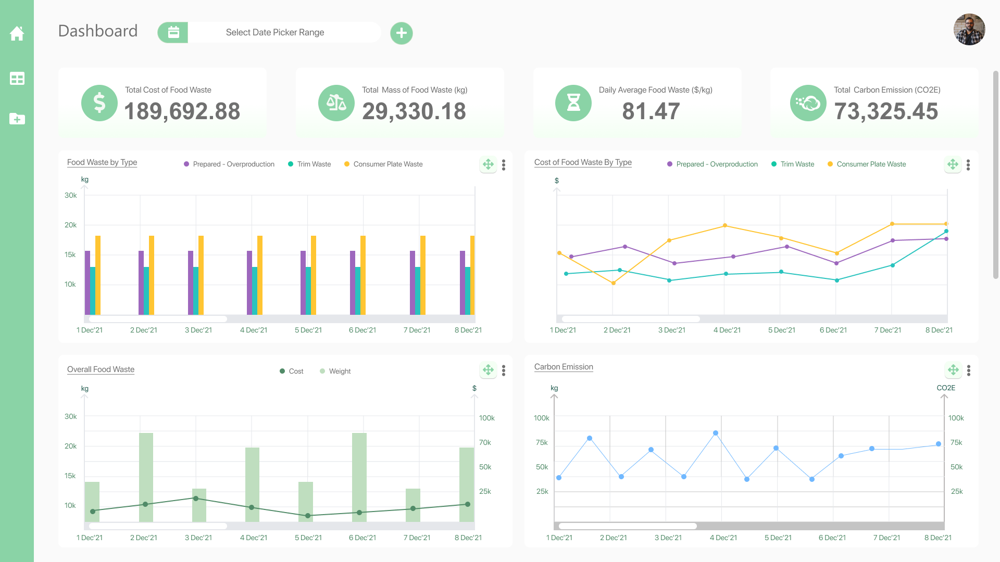 Dashboard
Select Date Picker Range
Total Cost of Food Waste
189,692.88
Total Mass of Food Waste (kg)
29,330.18
Daily Average Food Waste ($/kg)
81.47
Total Carbon Emission (CO2E)
73,325.45
Food Waste by Type
Prepared - Overproduction
Trim Waste
Consumer Plate Waste
kg
30k
20k
15k
10k
1 Dec'21
2 Dec'21
3 Dec'21
4 Dec'21
5 Dec'21
6 Dec'21
7 Dec'21
8 Dec'21
Cost of Food Waste By Type
Prepared - Overproduction
Trim Waste
Consumer Plate Waste
$
1 Dec'21
2 Dec'21
3 Dec'21
4 Dec'21
5 Dec'21
6 Dec'21
7 Dec'21
8 Dec'21
Overall Food Waste
Cost
Weight
kg
$
30k
20k
15k
10k
100k
70k
50k
25k
1 Dec'21
2 Dec'21
3 Dec'21
4 Dec'21
5 Dec'21
6 Dec'21
7 Dec'21
8 Dec'21
Carbon Emission
kg
CO2E
100k
75k
50k
25k
100k
75k
50k
25k
1 Dec'21
2 Dec'21
3 Dec'21
4 Dec'21
5 Dec'21
6 Dec'21
7 Dec'21
8 Dec'21